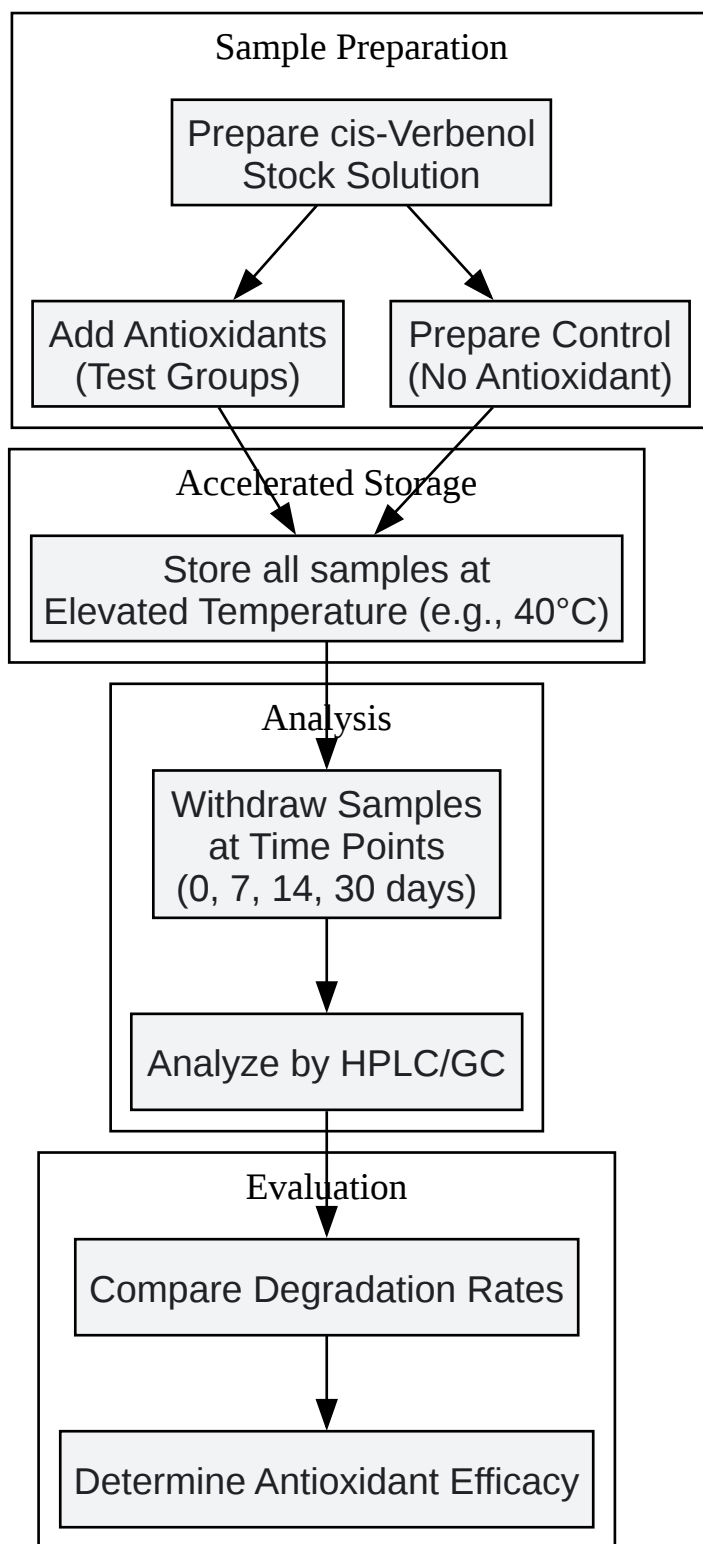 Sample Preparation
Prepare cis-Verbenol
Stock Solution
Add Antioxidants
(Test Groups)
Prepare Control
(No Antioxidant)
Accelerated Storage
Store all samples at
Elevated Temperature (e.g., 40°C)
Analysis
Withdraw Samples
at Time Points
(0, 7, 14, 30 days)
Analyze by HPLC/GC
Evaluation
Compare Degradation Rates
Determine Antioxidant Efficacy